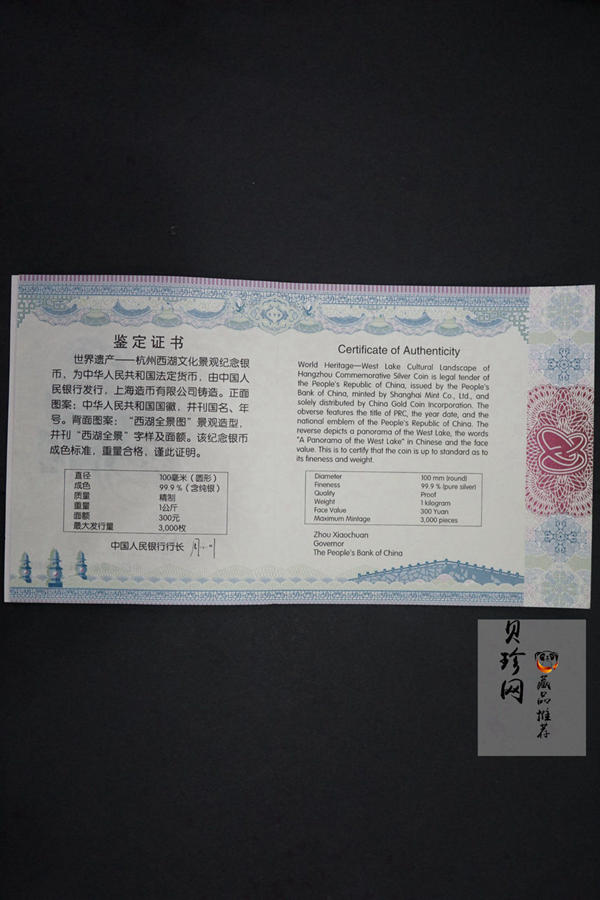 鉴定证书
世界遗产——杭州西湖文化景观纪念银
币，为中华人民共和国法定货币，由中国人
民银行发行，上海造币有限公司铸造。正面
图案：中华人民共和国国徽，并刊国名、年
号。背面图案：“西湖全景图”景观造型，
并刊“西湖全景”字样及面额。该纪念银币
成色标准，重量合格，谨此证明。
直径 100毫米（圆形）
成色 99.9 %（含纯银）
质量 精制
重量 1公斤
面额 300元
最大发行量 3,000枚
中国人民银行行长
Certificate of Authenticity
World Heritage—West Lake Cultural Landscape of
Hangzhou Commemorative Silver Coin is legal tender of
the People's Republic of China, issued by the People's
Bank of China, minted by Shanghai Mint Co., Ltd., and
solely distributed by China Gold Coin Incorporation. The
obverse features the title of PRC, the year date, and the
national emblem of the People's Republic of China. The
reverse depicts a panorama of the West Lake, the words
"A Panorama of the West Lake" in Chinese and the face
value. This is to certify that the coin is up to standard as to
its fineness and weight.
Diameter 100 mm (round)
Fineness 99.9 % (pure silver)
Quality Proof
Weight 1 kilogram
Face Value 300 Yuan
Maximum Mintage 3,000 pieces
Zhou Xiaochuan
Governor
The People's Bank of China
贝珍网
藏品推荐